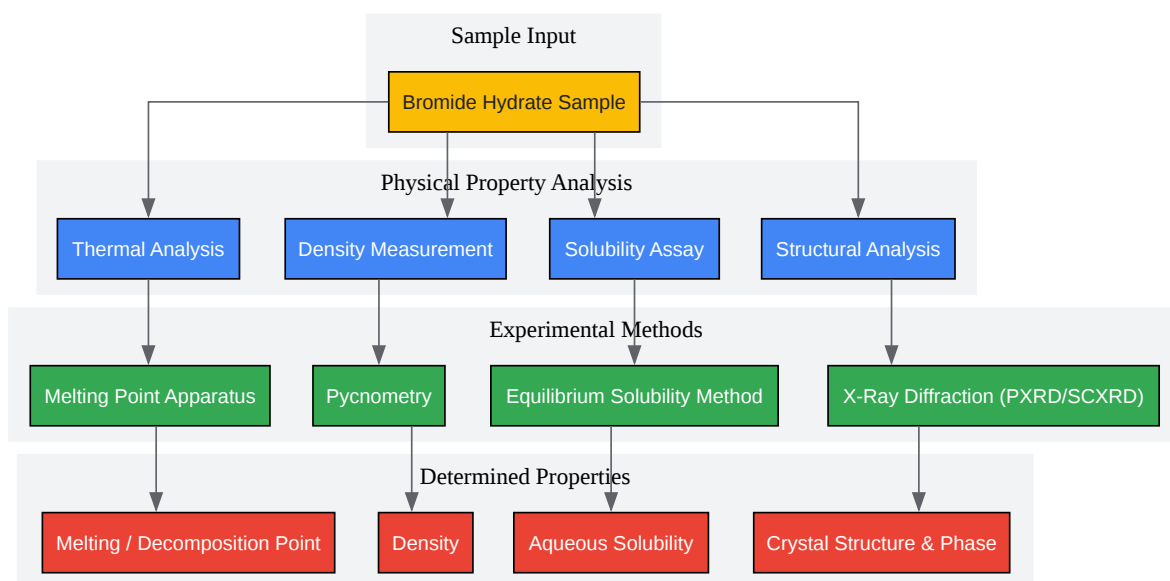 Sample Input
Bromide Hydrate Sample
Physical Property Analysis
Thermal Analysis
Density Measurement
Solubility Assay
Structural Analysis
Experimental Methods
Melting Point Apparatus
Pycnometry
Equilibrium Solubility Method
X-Ray Diffraction (PXRD/SCXRD)
Determined Properties
Melting / Decomposition Point
Density
Aqueous Solubility
Crystal Structure & Phase